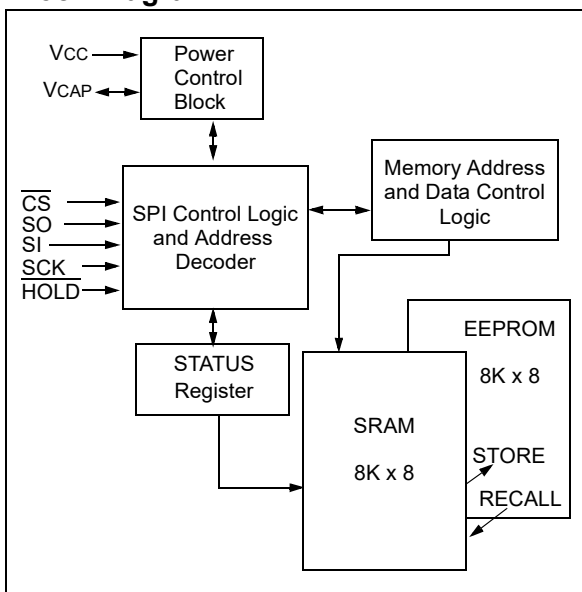 VCC
VCAP
Power
Control
Block
CS
SO
SI
SCK
HOLD
SPI Control Logic
and Address
Decoder
Memory Address
and Data Control
Logic
STATUS
Register
SRAM
8K x 8
EEPROM
8K x 8
STORE
RECALL